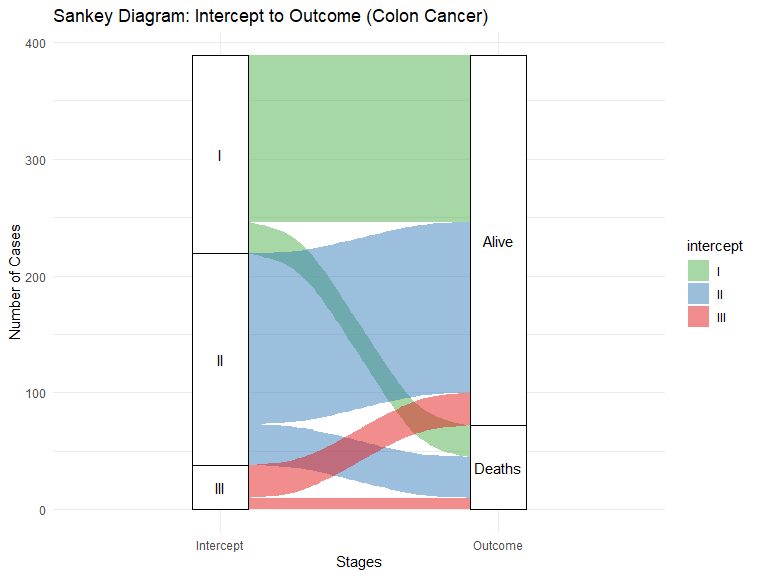 Sankey Diagram: Intercept to Outcome (Colon Cancer)
400
300
200
100
0
Number of Cases
I
II
III
Alive
Deaths
Intercept
Outcome
Stages
intercept
I
II
III